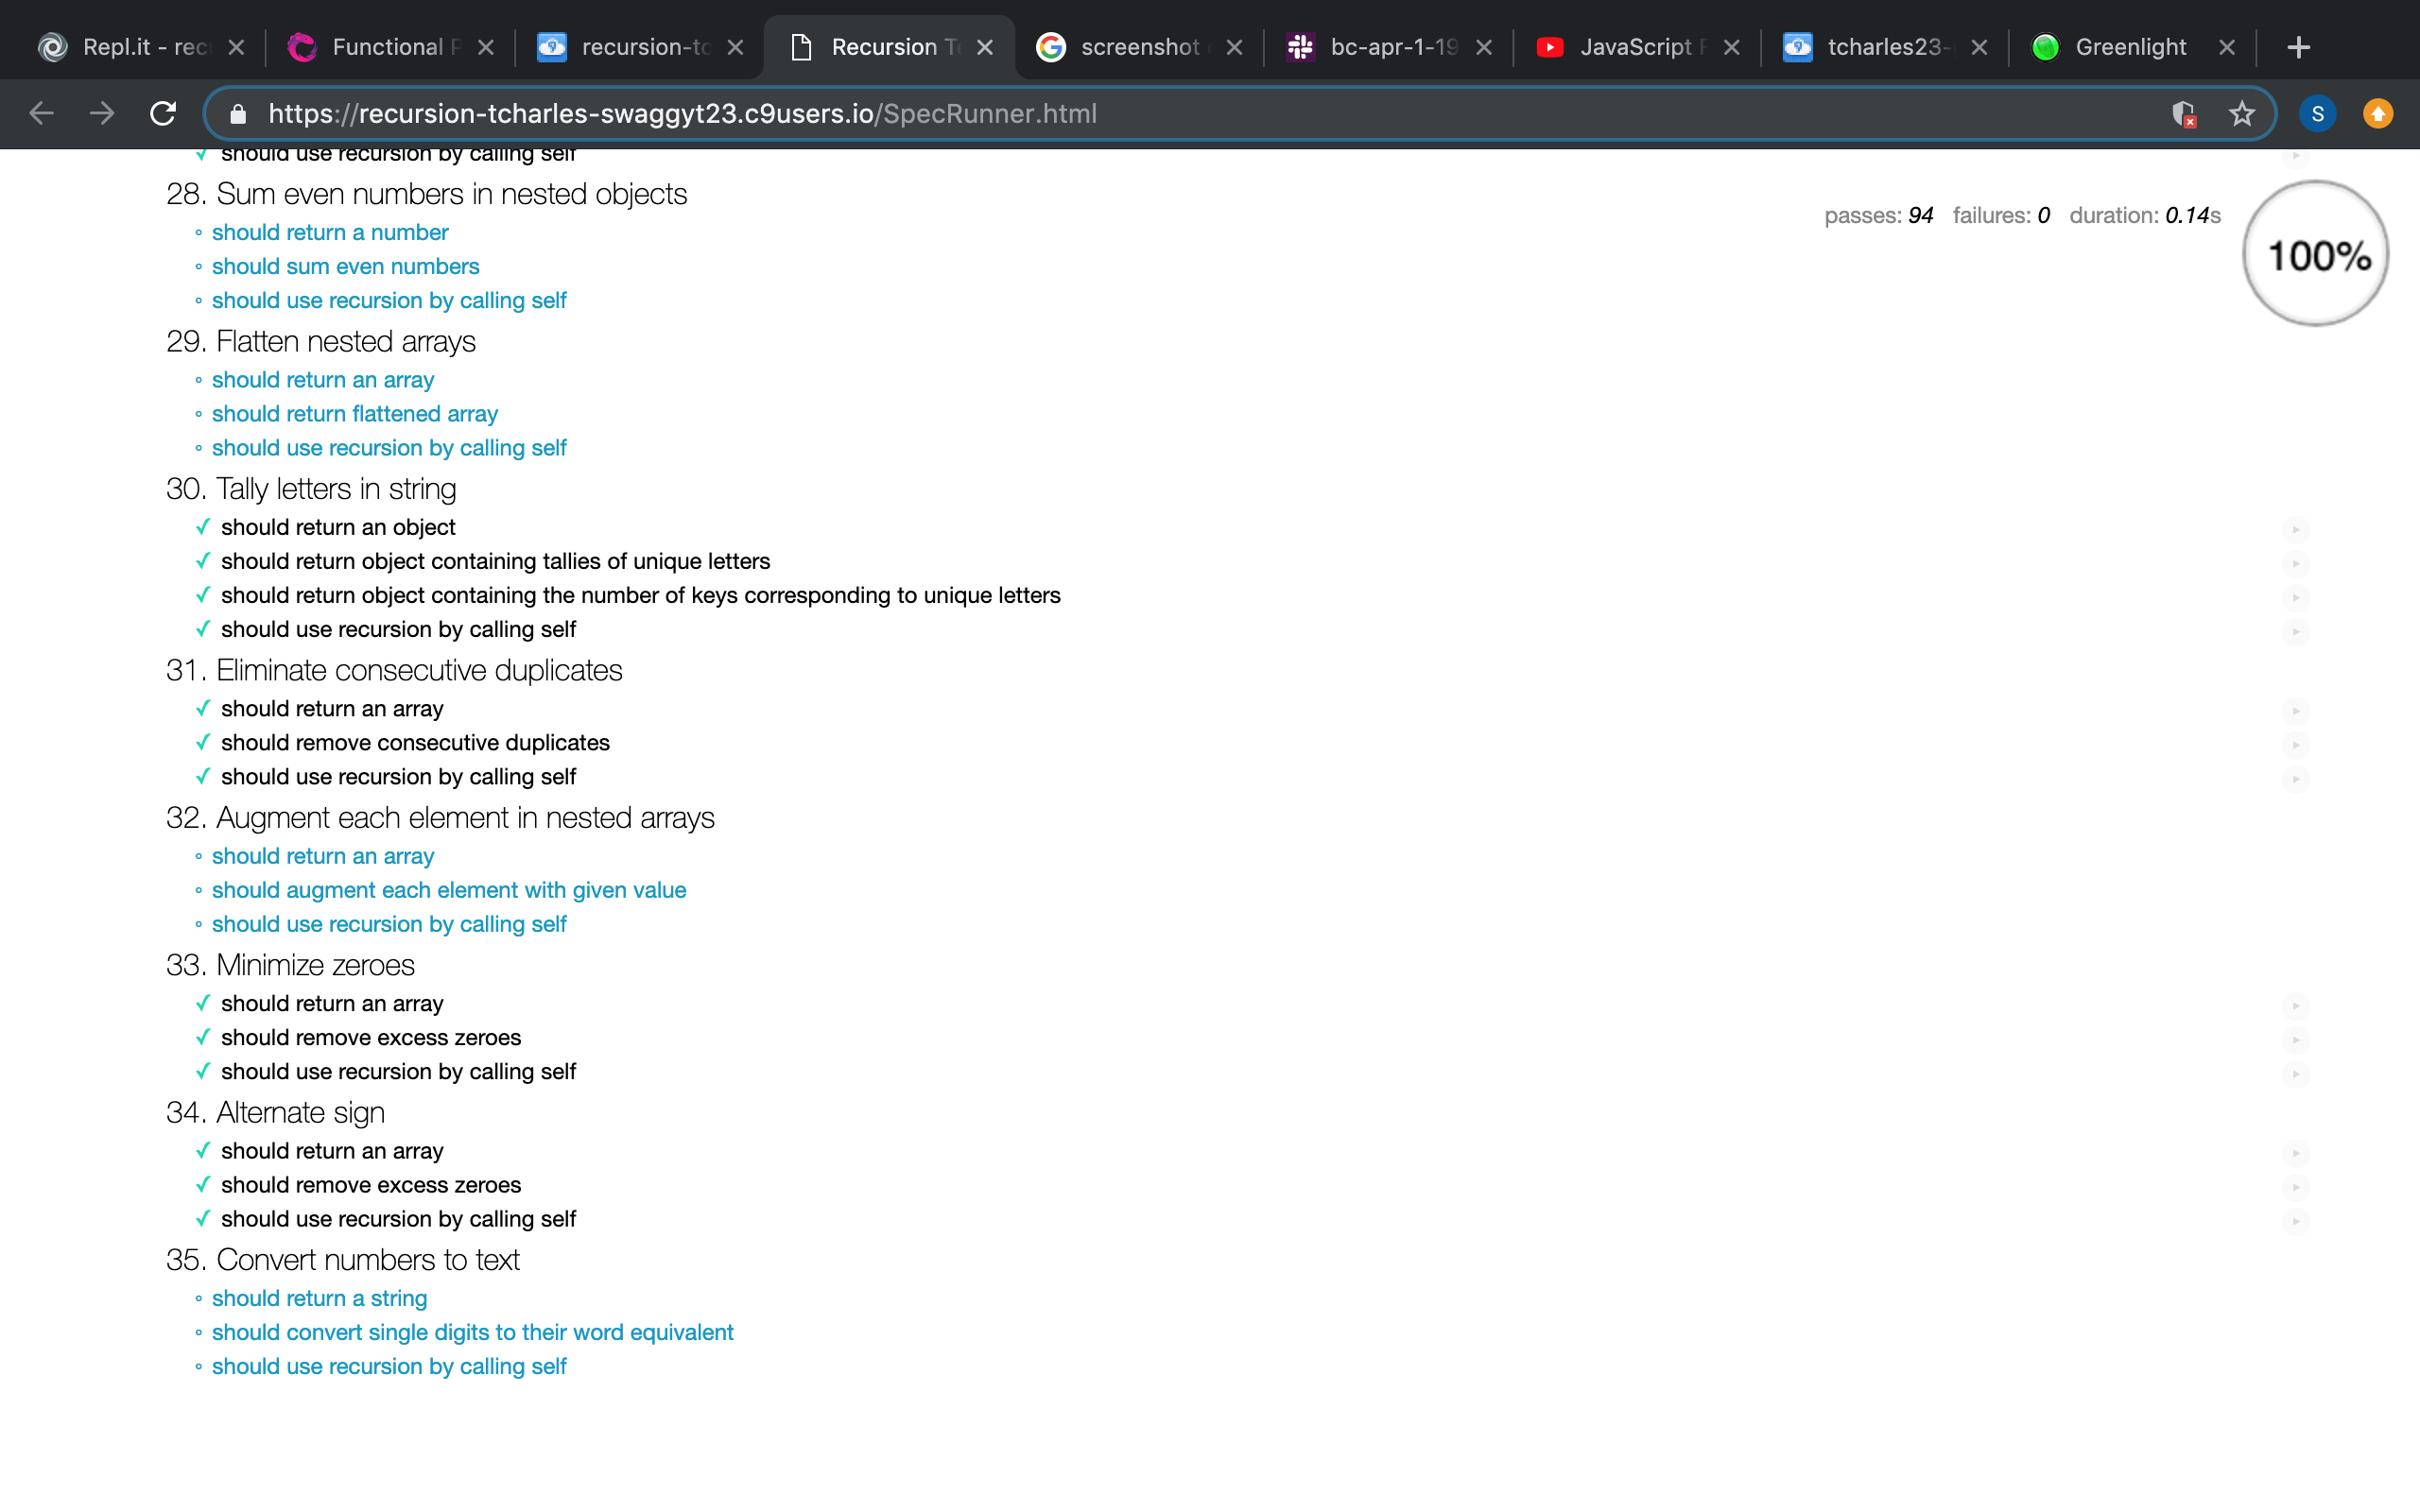 Repl.it - rec
Functional P
recursion-tc
Recursion Te
screenshot
bc-apr-1-19
JavaScript F
tcharles23-
Greenlight
https://recursion-tcharles-swaggyt23.c9users.io/SpecRunner.html
S
✓ should use recursion by calling self
28. Sum even numbers in nested objects
passes: 94 failures: 0 duration: 0.14s
100%
should return a number
should sum even numbers
should use recursion by calling self
29. Flatten nested arrays
should return an array
should return flattened array
should use recursion by calling self
30. Tally letters in string
✓ should return an object
✓ should return object containing tallies of unique letters
✓ should return object containing the number of keys corresponding to unique letters
✓ should use recursion by calling self
31. Eliminate consecutive duplicates
✓ should return an array
✓ should remove consecutive duplicates
✓ should use recursion by calling self
32. Augment each element in nested arrays
should return an array
should augment each element with given value
should use recursion by calling self
33. Minimize zeroes
✓ should return an array
✓ should remove excess zeroes
✓ should use recursion by calling self
34. Alternate sign
✓ should return an array
✓ should remove excess zeroes
✓ should use recursion by calling self
35. Convert numbers to text
should return a string
should convert single digits to their word equivalent
should use recursion by calling self